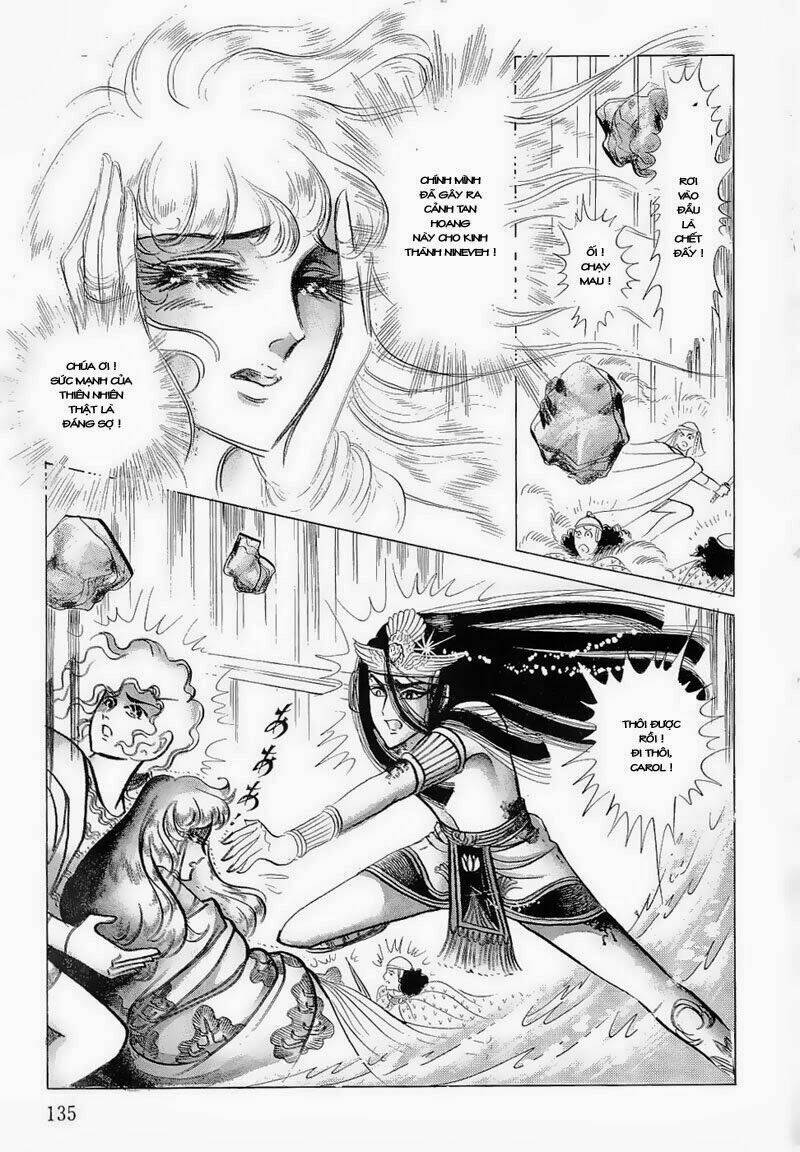 RƠI
VÀO
ĐẦU
LÀ
CHẾT
ĐẤY !
ỐI !
CHẠY
MAU !
CHÍNH MÌNH
ĐÃ GÂY RA
CẢNH TAN
HOANG
NÀY CHO KINH
THÀNH NINEVEH !
CHÚA ƠI !
SỨC MẠNH CỦA
THIÊN NHIÊN
THẬT LÀ
ĐÁNG SỢ !
THÔI ĐƯỢC
RỒI !
ĐI THÔI,
CAROL !
ああああ
135